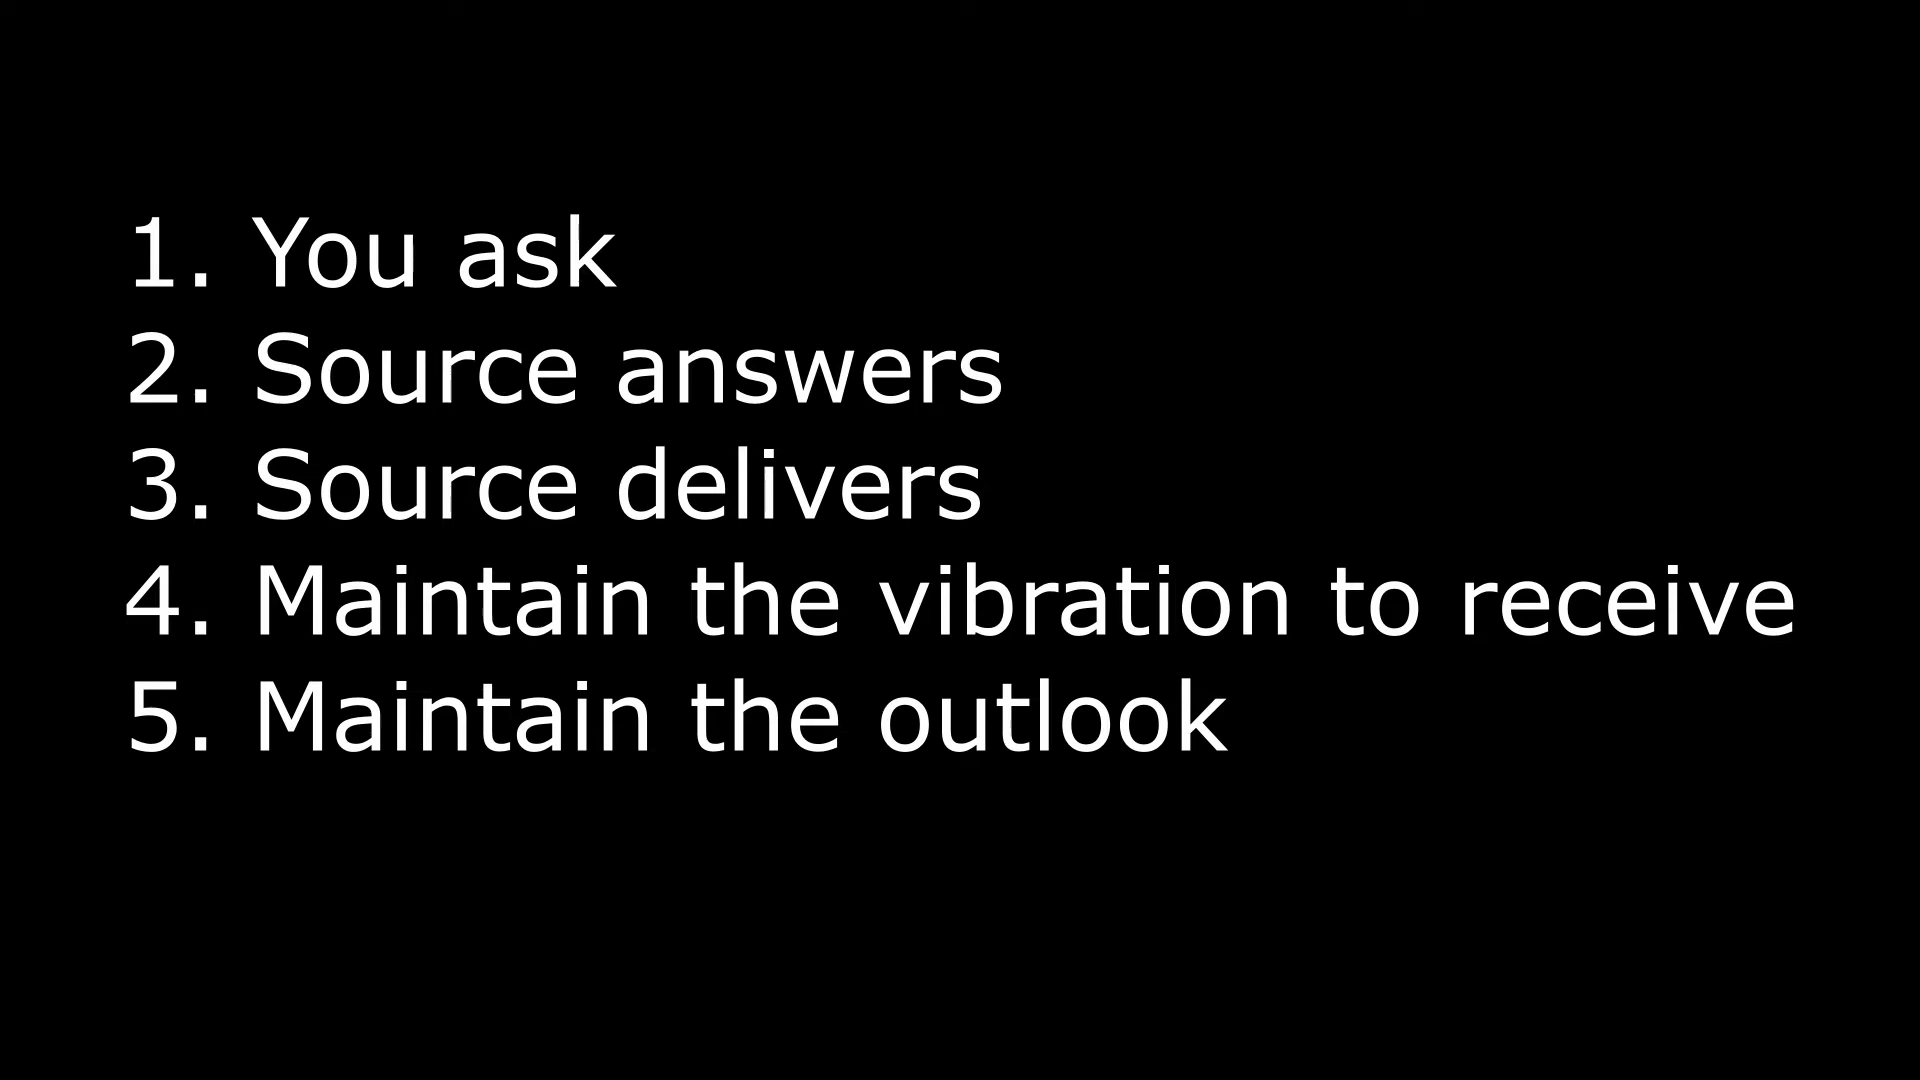 1. You ask
2. Source answers
3. Source delivers
4. Maintain the vibration to receive
5. Maintain the outlook